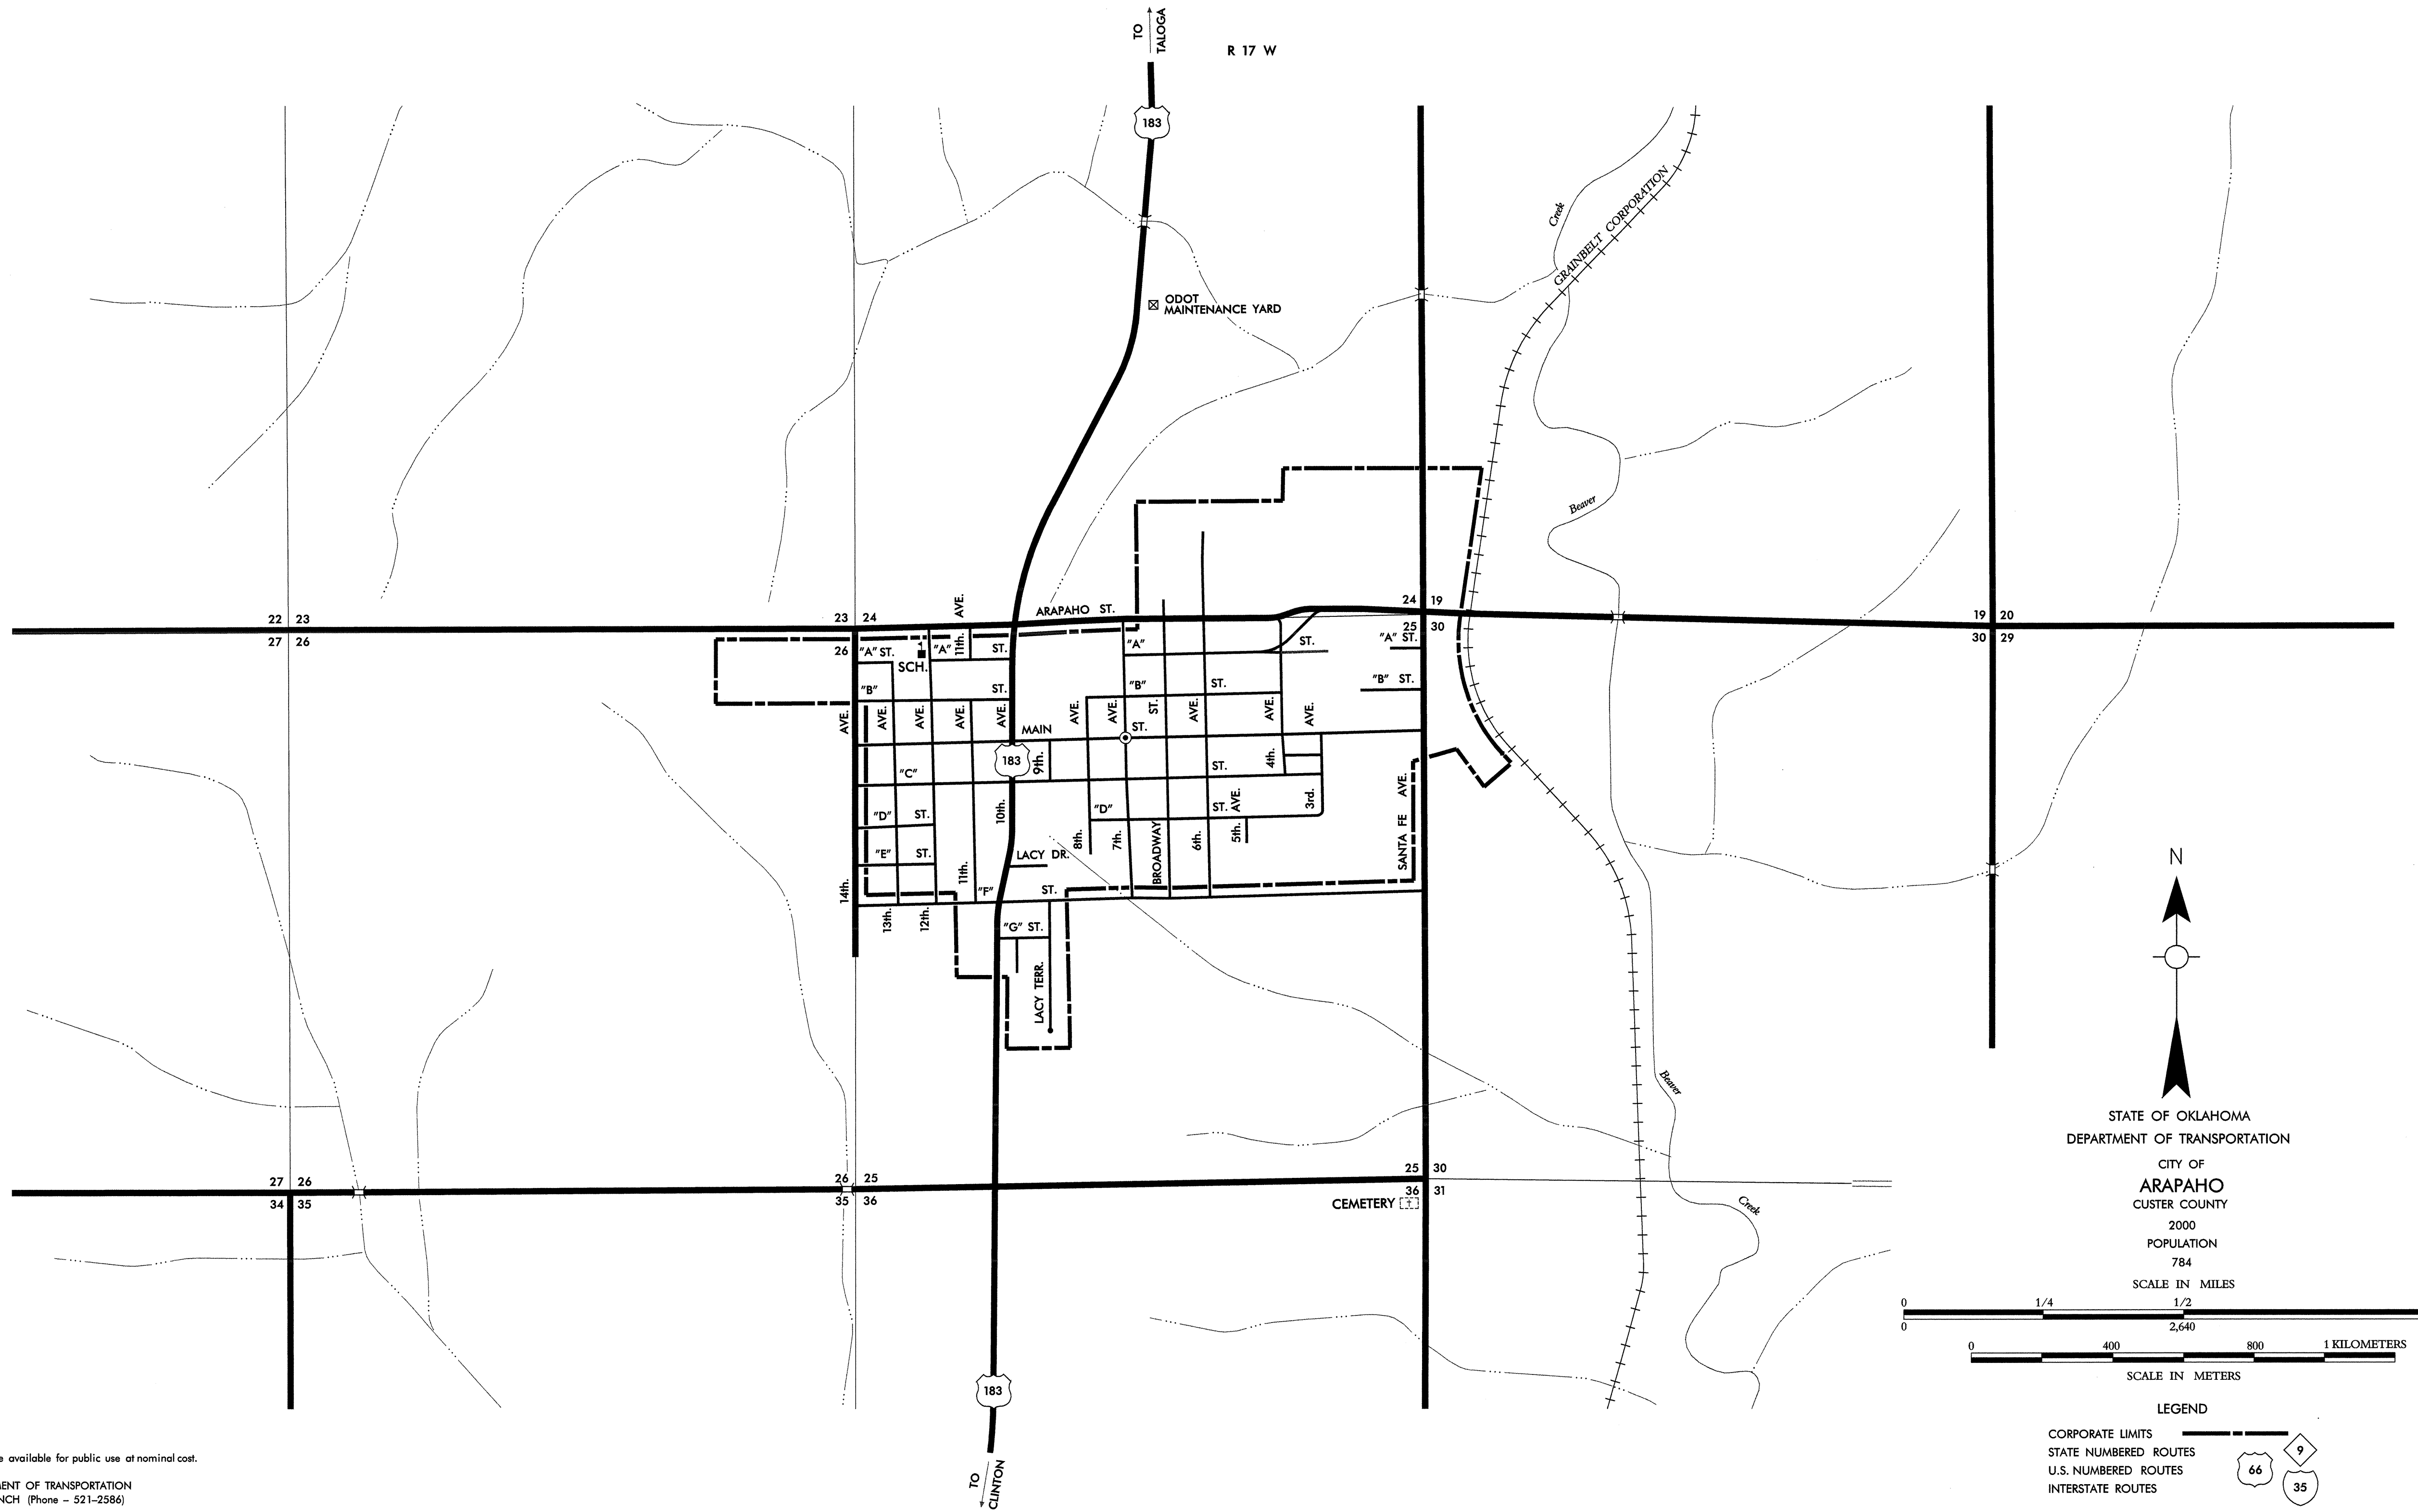 TO
TALOGA
R 17 W
183
Creek
GRAINBELT CORPORATION
ODOT
MAINTENANCE YARD
Beaver
22 23
27 26
23 24
26
ARAPAHO ST.
AVE.
11th.
24 19
25 30
19 20
30 29
"A" ST.
SCH.
"A"
ST.
"A"
ST.
"A" ST.
"B"
ST.
"B"
ST.
"B" ST.
AVE.
AVE.
AVE.
AVE.
AVE.
AVE.
AVE.
ST.
AVE.
AVE.
AVE.
MAIN
ST.
183
9th.
"C"
ST.
4th.
"D"
ST.
10th.
"D"
ST.
AVE.
3rd.
SANTA FE AVE.
"E"
ST.
LACY DR.
8th.
7th.
BROADWAY
6th.
5th.
14th.
11th.
"F"
ST.
13th.
12th.
"G" ST.
LACY TERR.
Beaver
Creek
27 26
34 35
26 25
35 36
25 30
36 31
CEMETERY
183
TO
CLINTON
N
STATE OF OKLAHOMA
DEPARTMENT OF TRANSPORTATION
CITY OF
ARAPAHO
CUSTER COUNTY
2000
POPULATION
784
SCALE IN MILES
0 1/4 1/2
0 2,640
0 400 800 1 KILOMETERS
SCALE IN METERS
LEGEND
CORPORATE LIMITS
STATE NUMBERED ROUTES 9
U.S. NUMBERED ROUTES 66
INTERSTATE ROUTES 35
e available for public use at nominal cost.
MENT OF TRANSPORTATION
NCH (Phone – 521–2586)